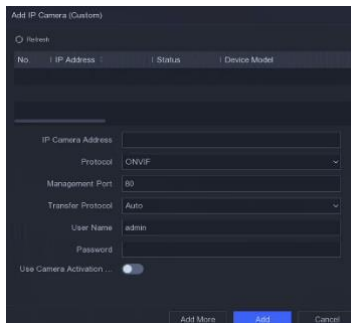 Add IP Camera (Custom)
Refresh
No. IP Address Status Device Model
IP Camera Address
Protocol ONVIF
Management Port 80
Transfer Protocol Auto
User Name admin
Password
Use Camera Activation ...
Add More Add Cancel